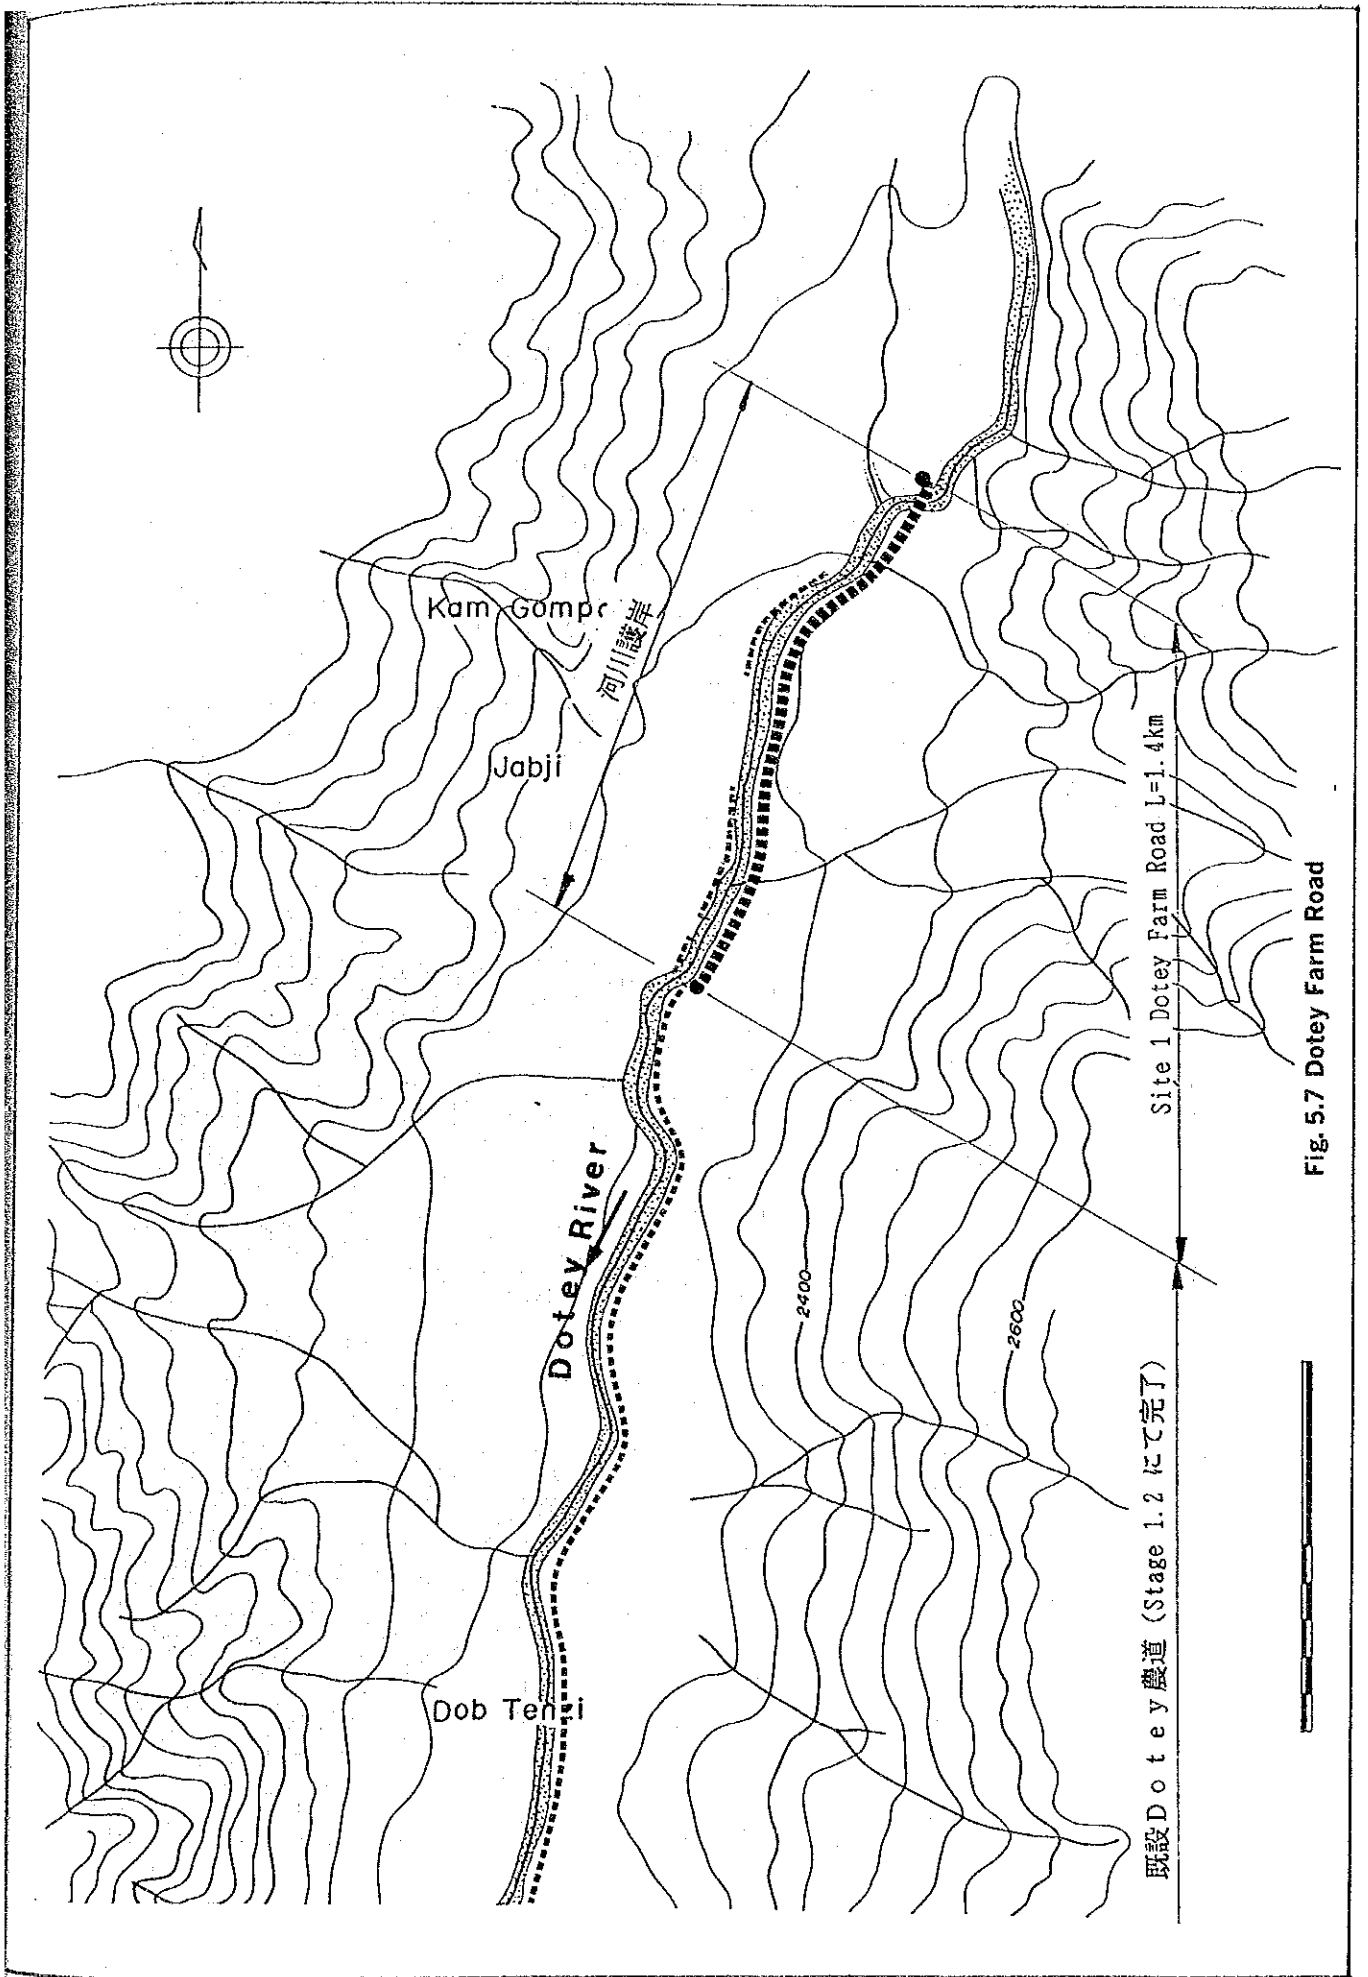 Kam Gomp
河川護岸
Jabji
Dotey River
Dob Ten
2400
2600
Site 1 Dotey Farm Road L=1.4km
既設Dotey農道 (Stage 1.2 にて完了)
Fig. 5.7 Dotey Farm Road